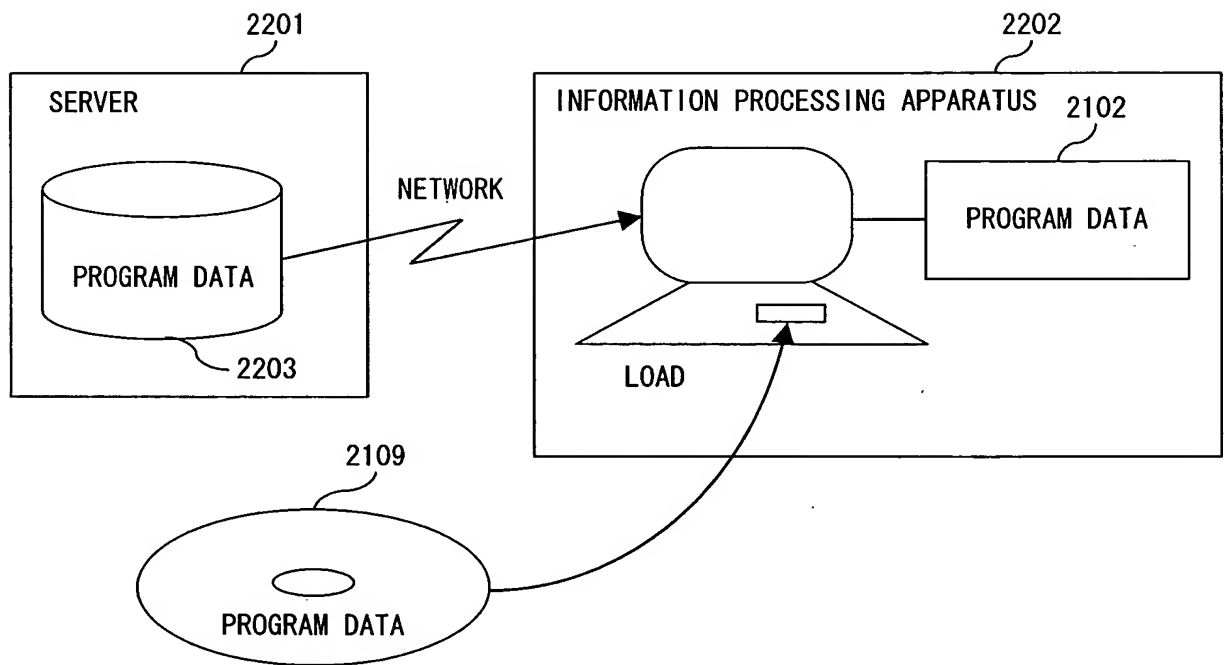 2201
2202
SERVER
INFORMATION PROCESSING APPARATUS
2102
NETWORK
PROGRAM DATA
PROGRAM DATA
2203
LOAD
2109
PROGRAM DATA